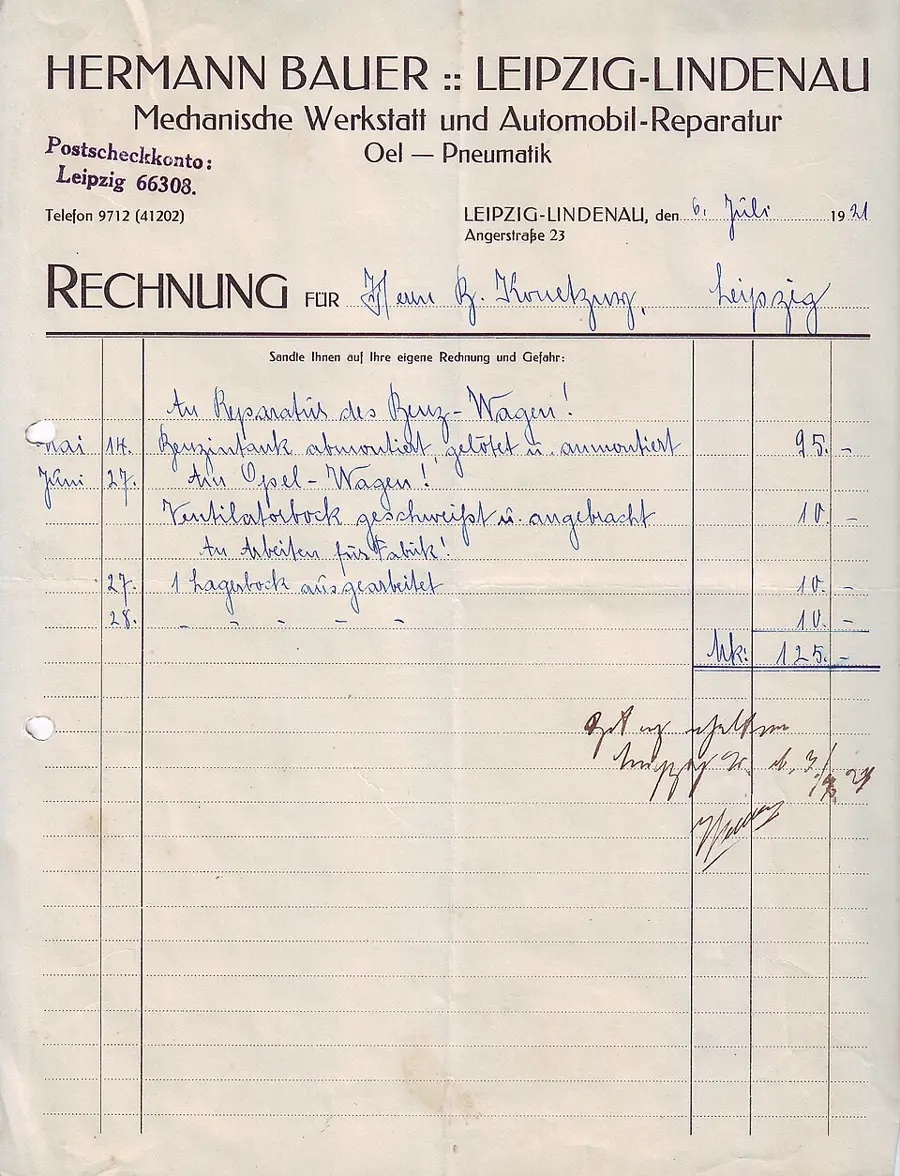 HERMANN BAUER :: LEIPZIG-LINDENAU
Mechanische Werkstatt und Automobil-Reparatur
Oel — Pneumatik
Postscheckkonto:
Leipzig 66308.
Telefon 9712 (41202)
LEIPZIG-LINDENAU, den 6. Juli 1921
Angerstraße 23
RECHNUNG FÜR Herrn B. Leipzig
Sandte Ihnen auf Ihre eigene Rechnung und Gefahr:
An Reparatur des Benz-Wagen!
Mai 14. Benzintank abmontiert, gelötet u. anmontiert 95. -
Juni 27. Am Opel-Wagen!
Ventilatorbock geschweißt u. angebracht 10. -
An Arbeiten für Fabrik!
27. 1 Lagerbock ausgearbeitet 10. -
28. - - - - - 10. -
Mk: 125. -